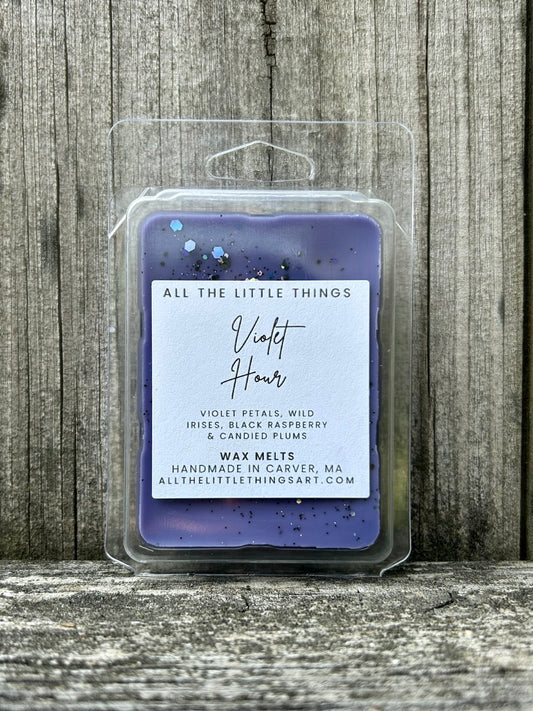 ALL THE LITTLE THINGS
Violet
Hour
VIOLET PETALS, WILD
IRISES, BLACK RASPBERRY
& CANDIED PLUMS
WAX MELTS
HANDMADE IN CARVER, MA
ALLTHELITTLETHINGSART.COM